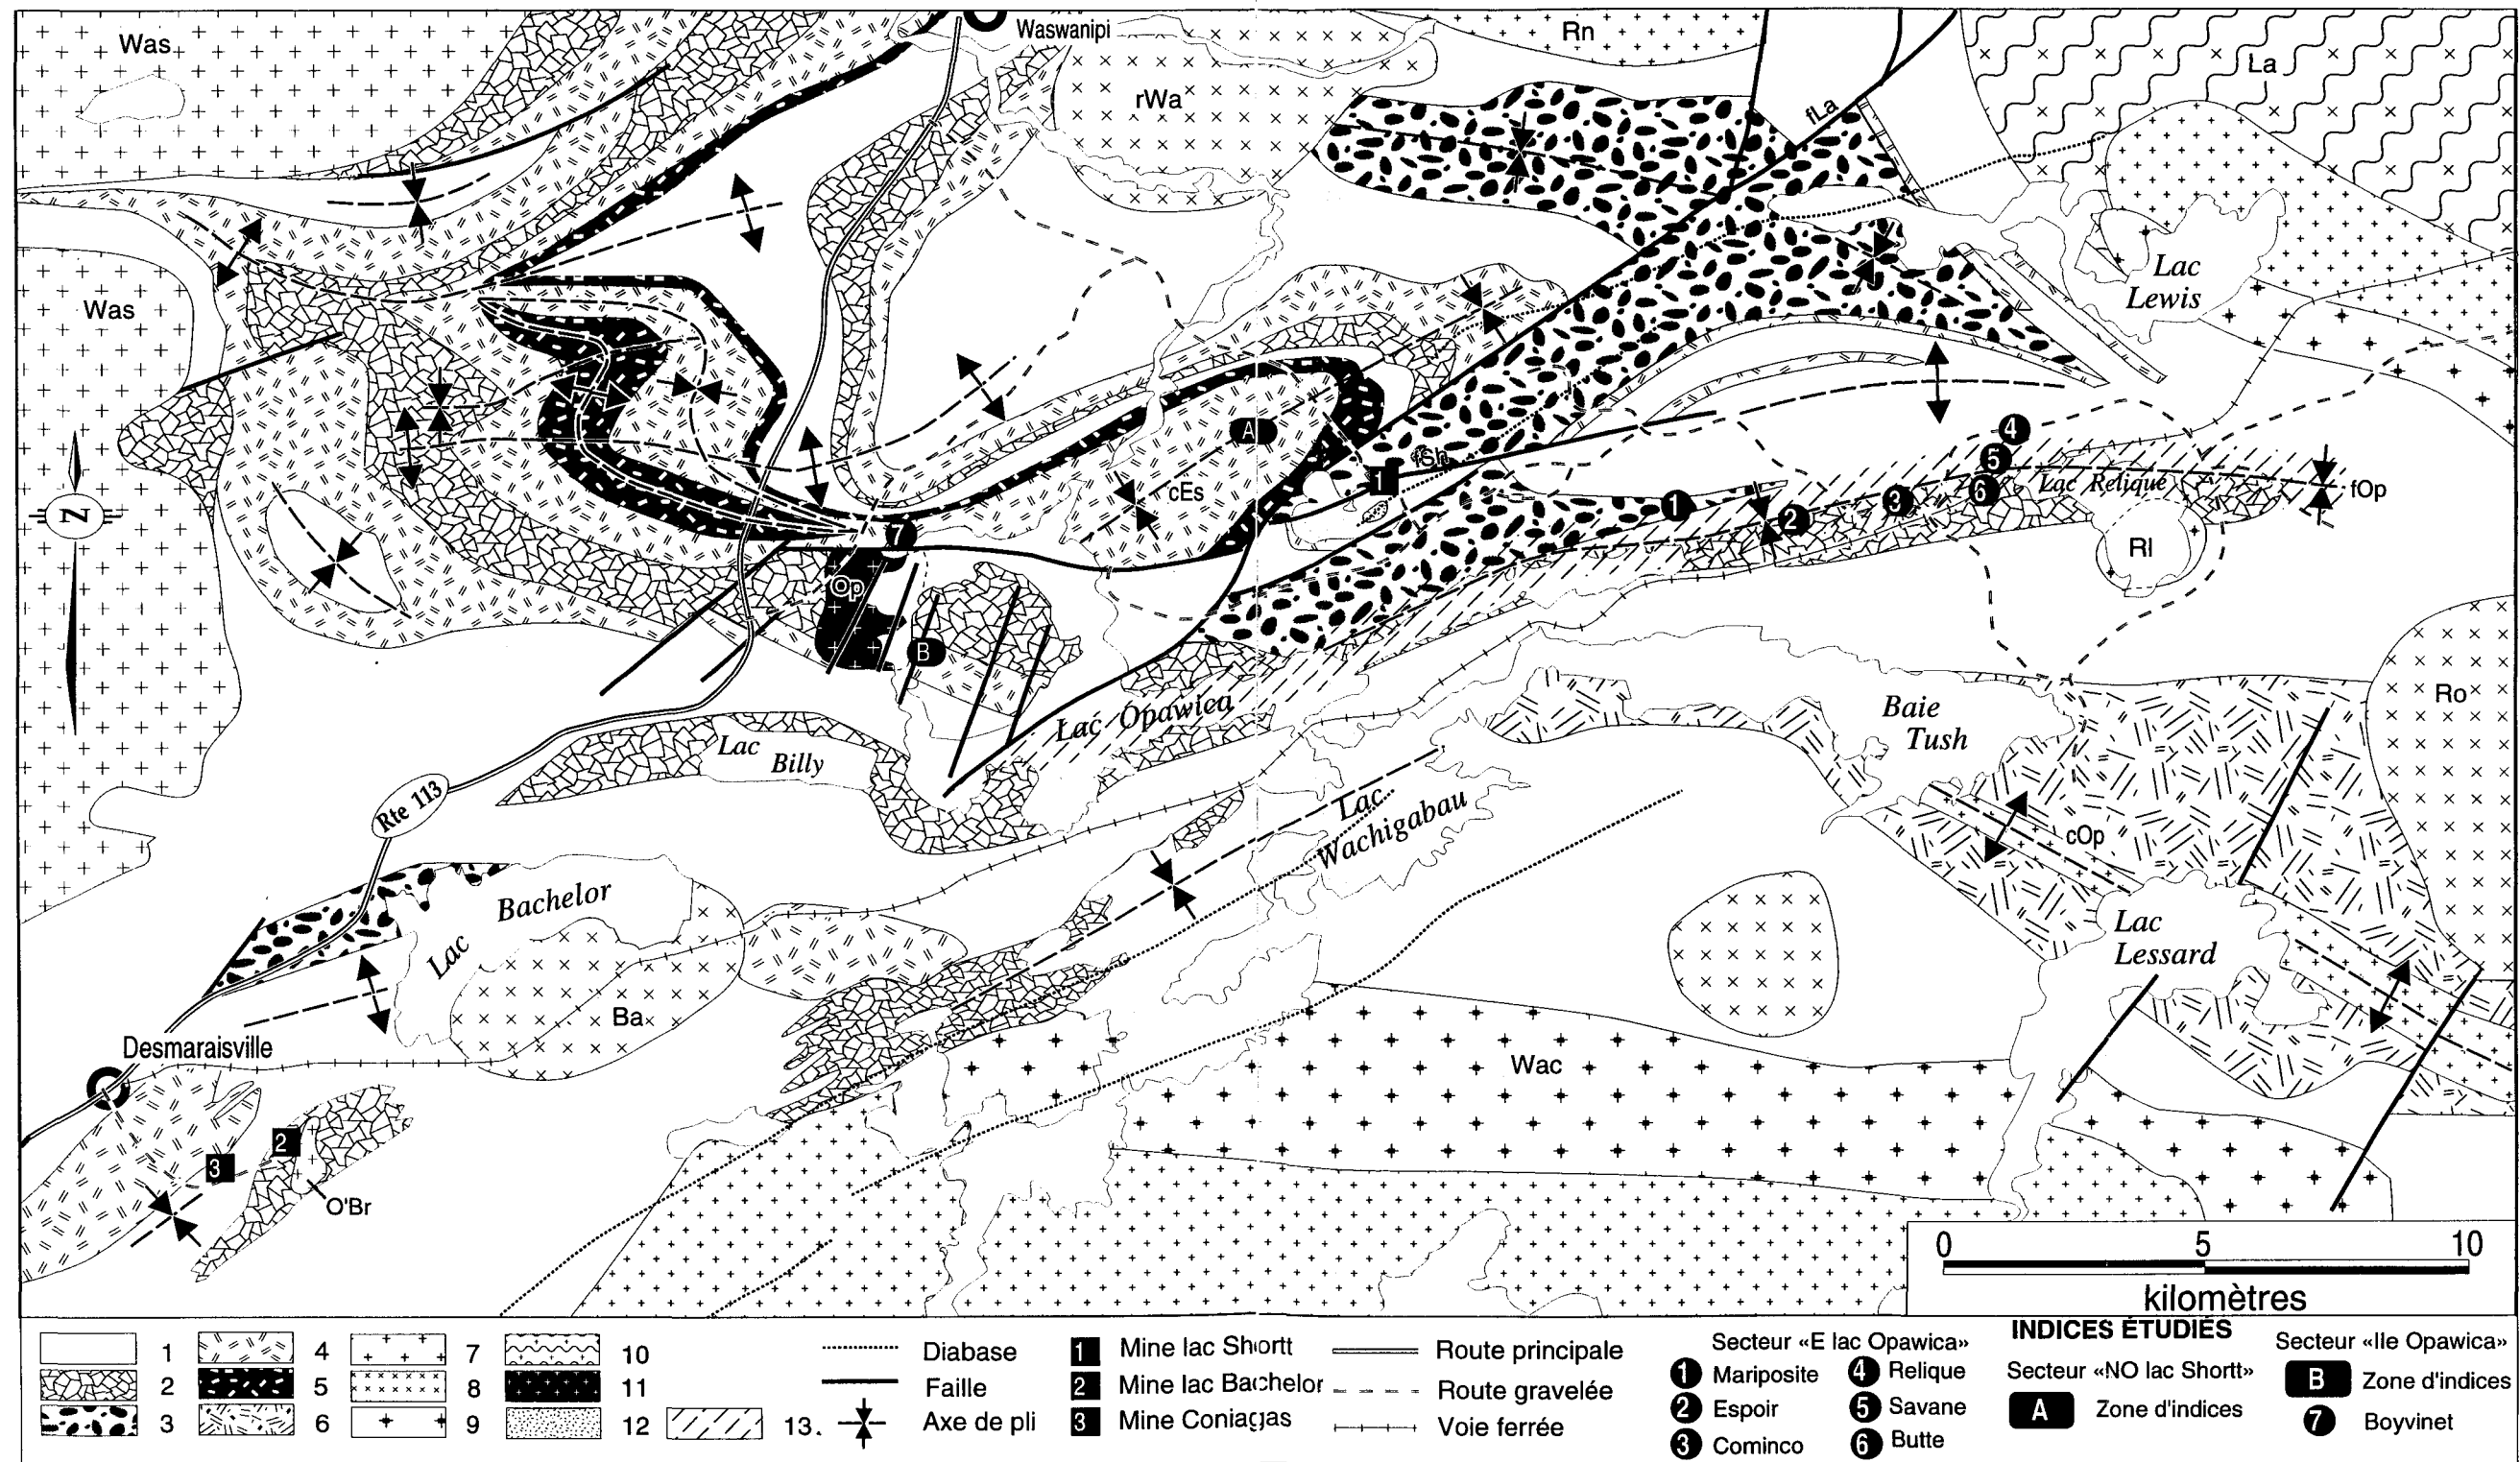 Was
Waswanipi
Rn
La
rWa
fLa
Was
Lac
Lewis
A
cEs
fSh
1
4
5
6
3
2
1
Lac Relique
fOp
Rl
N
7
Op
B
Lac Opawica
Lac
Billy
Baie
Tush
Ro
Rte 113
Lac
Wachigabau
cOp
Lac
Bachelor
Lac
Lessard
Ba
Desmaraisville
Wac
2
3
O'Br
0 5 10
kilomètres
1 4 7 10
2 5 8 11
3 6 9 12 13.
Diabase
Faille
Axe de pli
1 Mine lac Shortt
2 Mine lac Bachelor
3 Mine Coniagas
Route principale
Route gravelée
Voie ferrée
INDICES ÉTUDIÉS
Secteur «E lac Opawica»
1 Mariposite 4 Relique
2 Espoir 5 Savane
3 Cominco 6 Butte
Secteur «NO lac Shortt»
A Zone d'indices
Secteur «Ile Opawica»
B Zone d'indices
7 Boyvinet